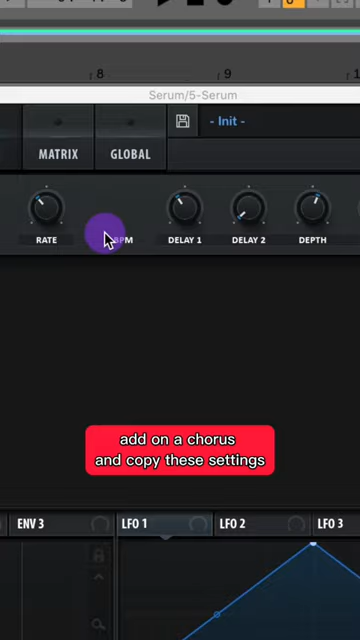 8
9
Serum/5-Serum
- Init -
MATRIX
GLOBAL
RATE
BPM
DELAY 1
DELAY 2
DEPTH
add on a chorus
and copy these settings
ENV 3
LFO 1
LFO 2
LFO 3